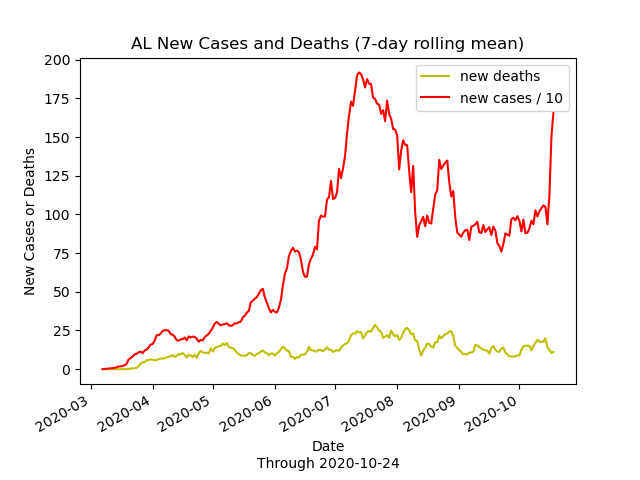 AL New Cases and Deaths (7-day rolling mean)
new deaths
new cases / 10
200
175
150
125
100
75
50
25
0
New Cases or Deaths
2020-03
2020-04
2020-05
2020-06
2020-07
2020-08
2020-09
2020-10
Date
Through 2020-10-24